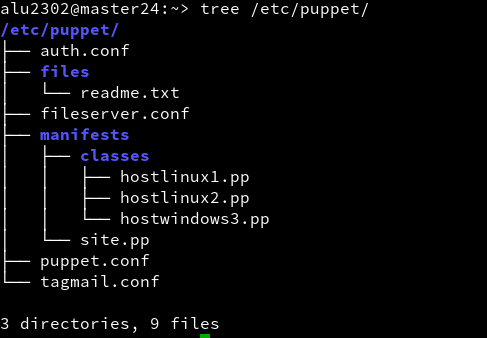 alu2302@master24:~> tree /etc/puppet/
/etc/puppet/
├── auth.conf
├── files
│   └── readme.txt
├── fileserver.conf
├── manifests
│   ├── classes
│   │   ├── hostlinux1.pp
│   │   ├── hostlinux2.pp
│   │   └── hostwindows3.pp
│   └── site.pp
├── puppet.conf
└── tagmail.conf

3 directories, 9 files